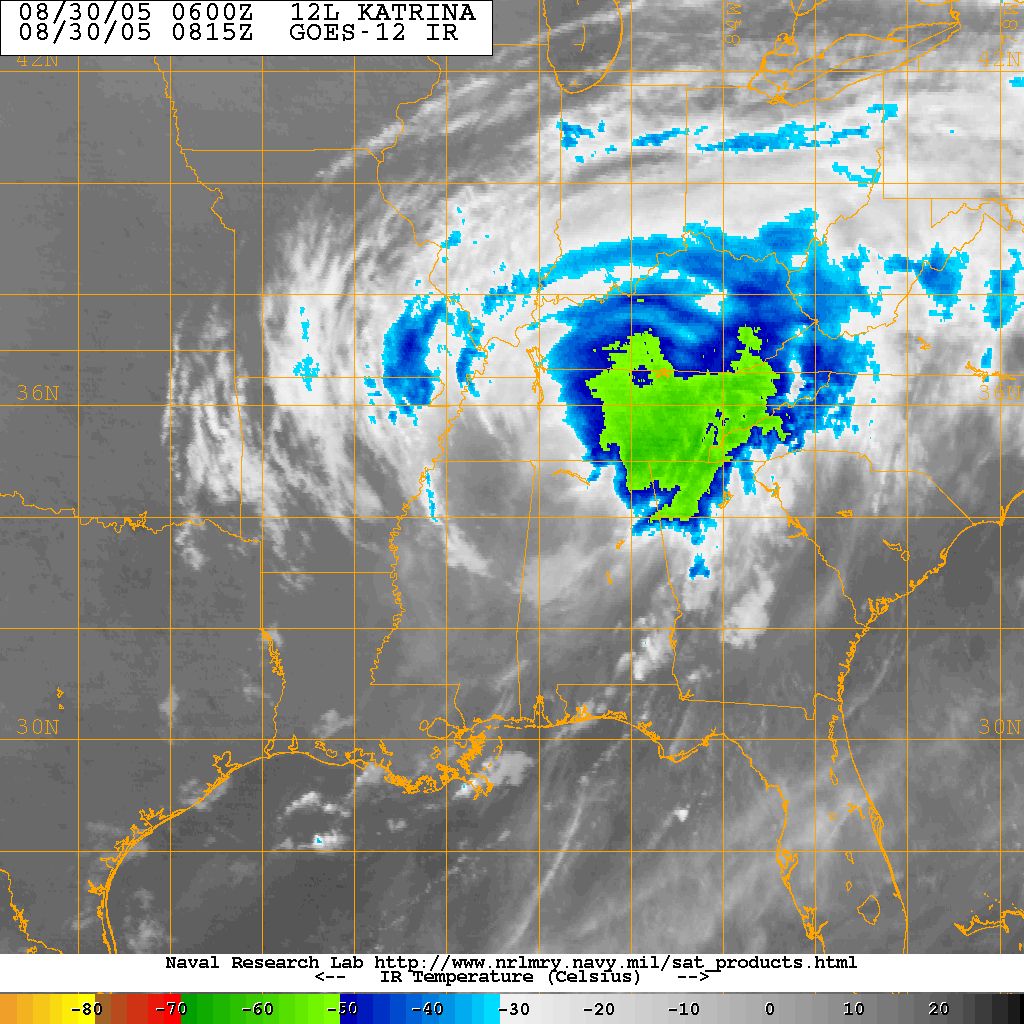 08/30/05 0600Z 12L KATRINA
08/30/05 0815Z GOES-12 IR
84W
42N
42N
36N
36N
30N
30N
Naval Research Lab http://www.nrlmry.navy.mil/sat_products.html
<-- IR Temperature (Celsius) -->
-80 -70 -60 -50 -40 -30 -20 -10 0 10 20